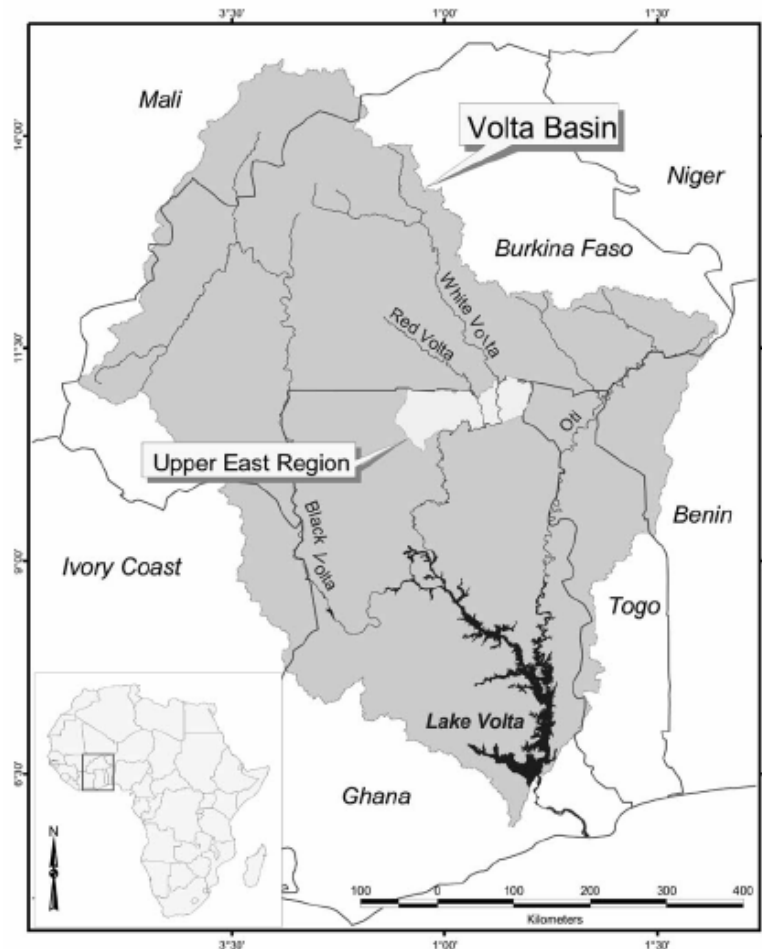 3°30'
1°00'
1°30'
Mali
14°00'
Volta Basin
Niger
Burkina Faso
White Volta
Red Volta
11°30'
Oti
Upper East Region
Black Volta
Benin
9°00'
Ivory Coast
Togo
Lake Volta
6°30'
Ghana
N
100
0
100
200
300
400
Kilometers
3°30'
1°00'
1°30'